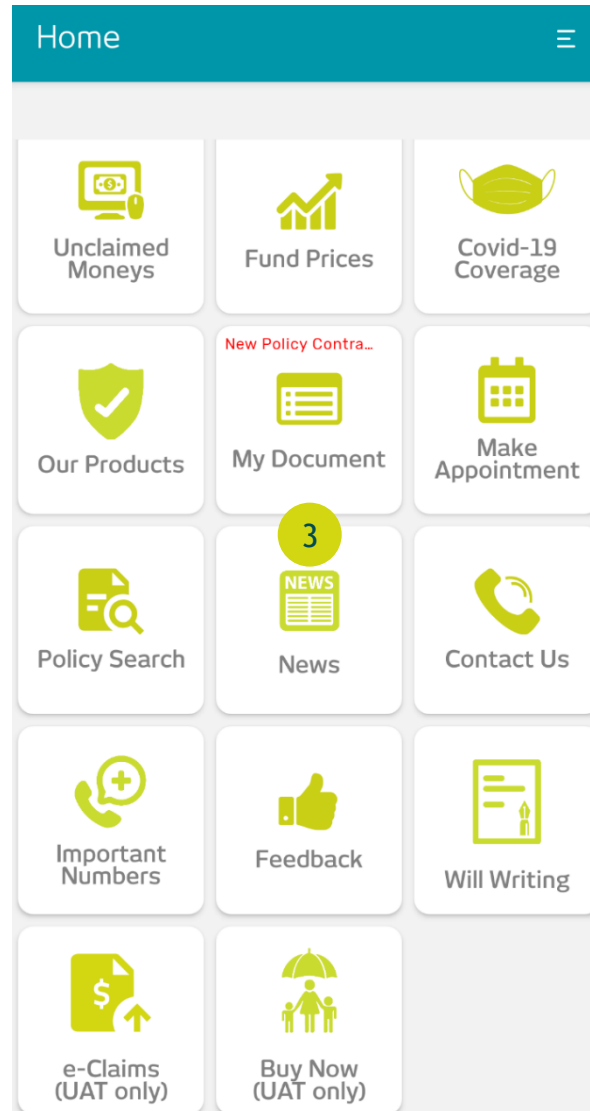 Home
Unclaimed
Moneys
Fund Prices
Covid-19
Coverage
Our Products
New Policy Contra…
My Document
Make
Appointment
Policy Search
3
NEWS
News
Contact Us
Important
Numbers
Feedback
Will Writing
$
e-Claims
(UAT only)
Buy Now
(UAT only)